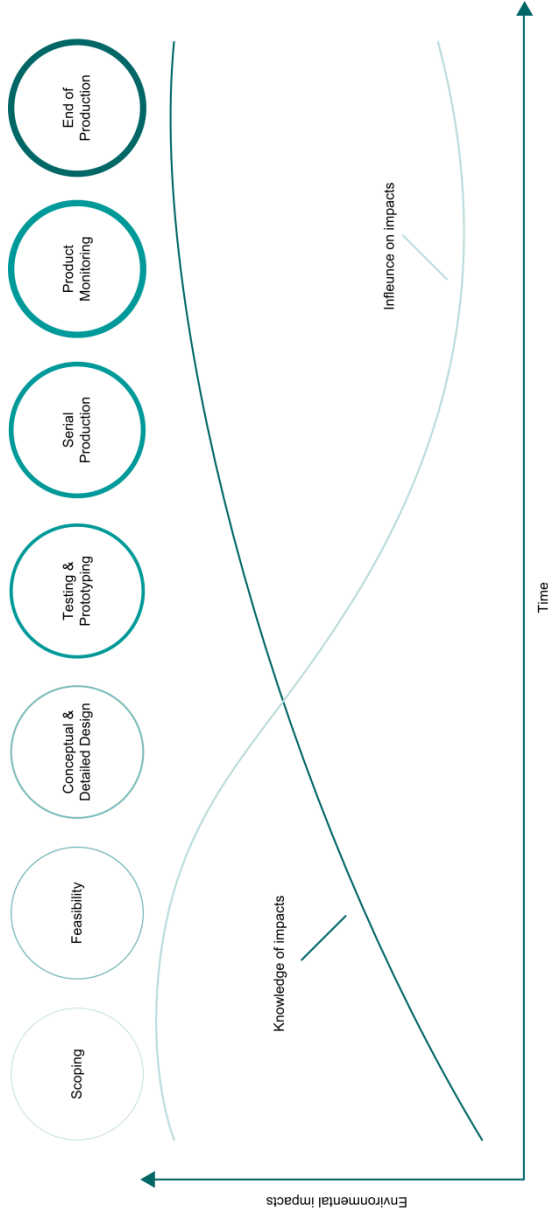 Scoping
Feasibility
Conceptual &
Detailed Design
Testing &
Prototyping
Serial
Production
Product
Monitoring
End of
Production
Knowledge of impacts
Infleunce on impacts
Environmental impacts
Time